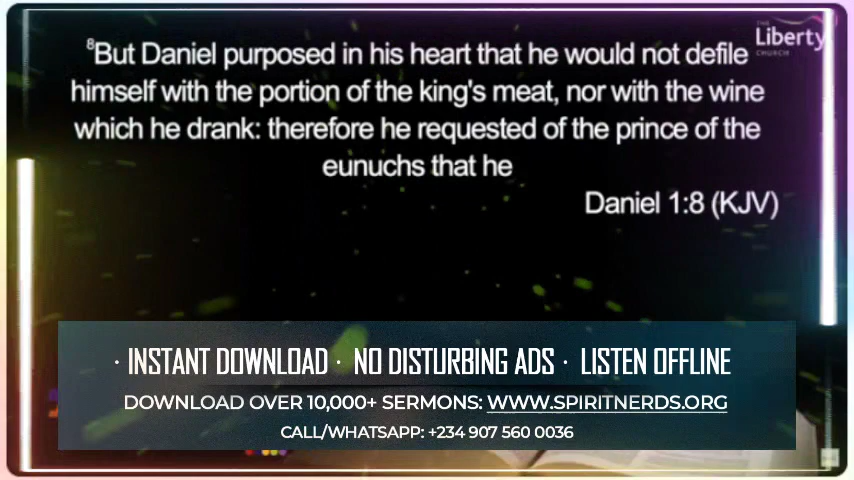 THE
Liberty
CHURCH
⁸But Daniel purposed in his heart that he would not defile
himself with the portion of the king's meat, nor with the wine
which he drank: therefore he requested of the prince of the
eunuchs that he
Daniel 1:8 (KJV)
· INSTANT DOWNLOAD · NO DISTURBING ADS · LISTEN OFFLINE
DOWNLOAD OVER 10,000+ SERMONS: WWW.SPIRITNERDS.ORG
CALL/WHATSAPP: +234 907 560 0036